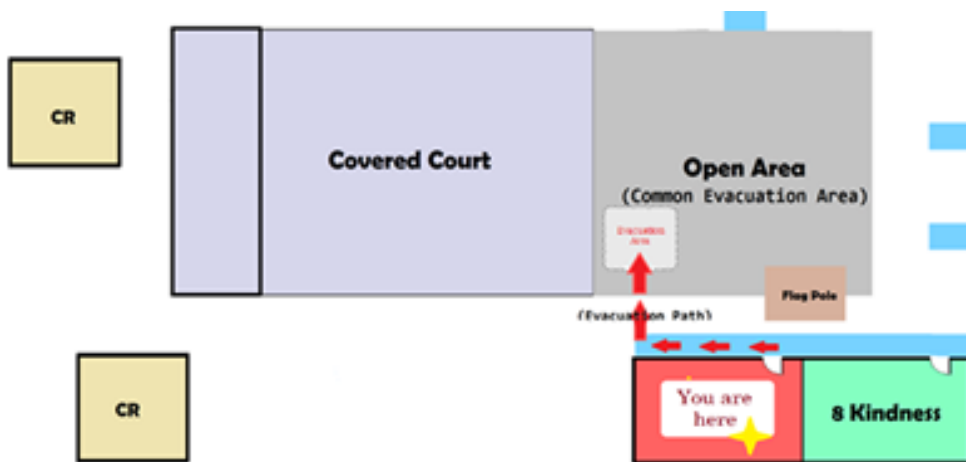 CR
Covered Court
Open Area
(Common Evacuation Area)
Evacuation
Area
Flag Pole
(Evacuation Path)
CR
You are
here
8 Kindness